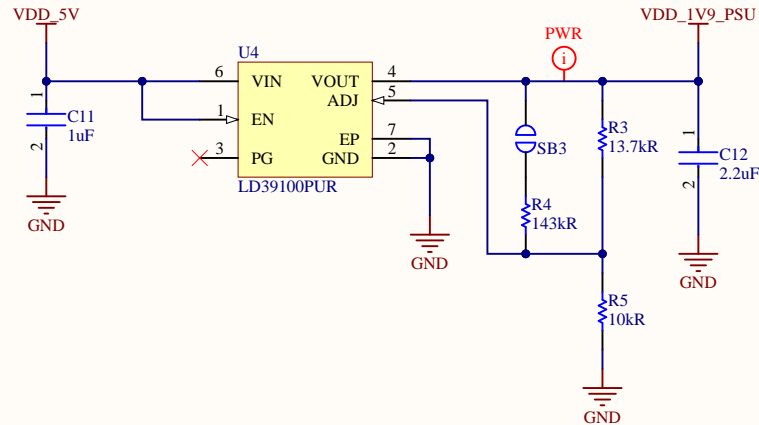 VDD_5V
VDD_1V9_PSU
PWR
i
U4
6
VIN
VOUT
4
ADJ
5
1
EN
1
C11
1uF
2
EP
7
3
PG
GND
2
LD39100PUR
SB3
R3
13.7kR
1
C12
2.2uF
2
R4
143kR
GND
GND
GND
R5
10kR
GND